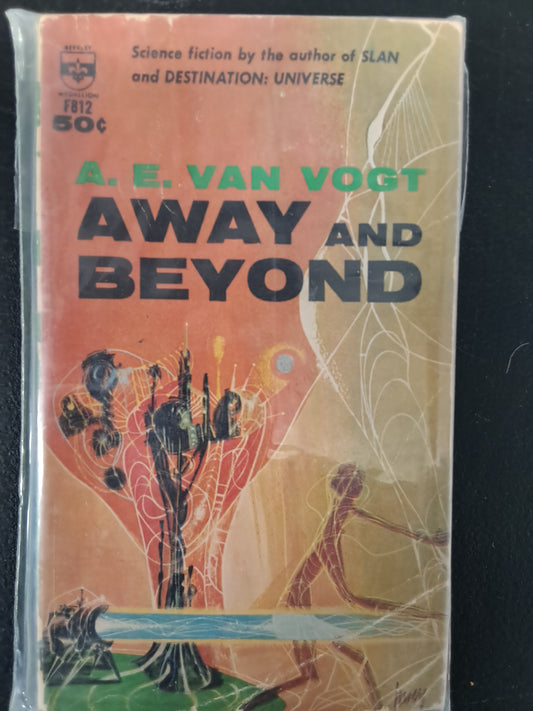 BERKLEY
MEDALLION
F812
50¢
Science fiction by the author of SLAN
and DESTINATION: UNIVERSE
A. E. VAN VOGT
AWAY AND
BEYOND